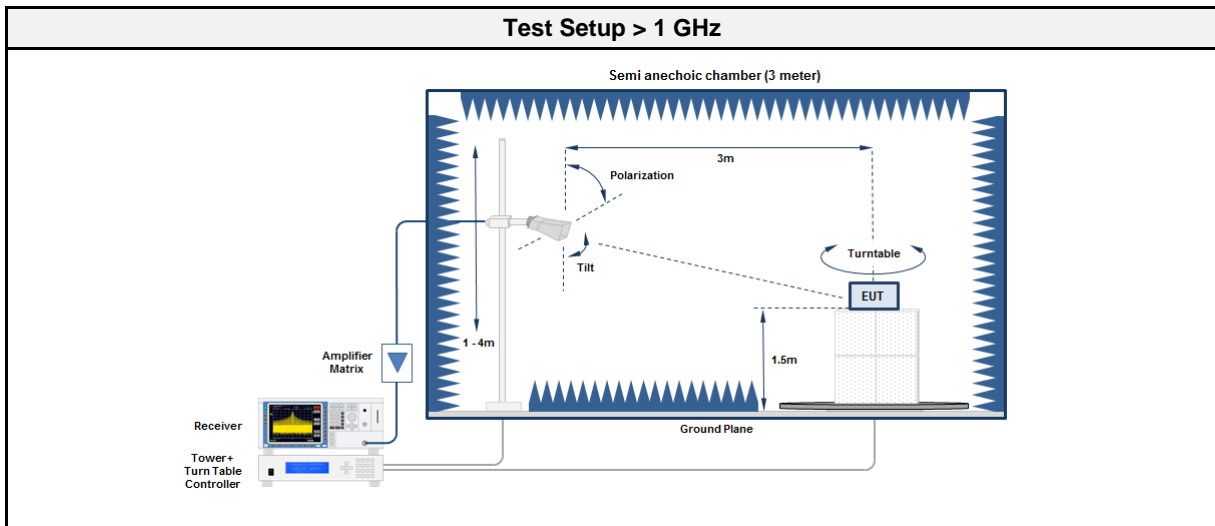 Test Setup > 1 GHz
Semi anechoic chamber (3 meter)
3m
Polarization
Tilt
Turntable
EUT
1 - 4m
1.5m
Amplifier
Matrix
Receiver
Ground Plane
Tower+
Turn Table
Controller